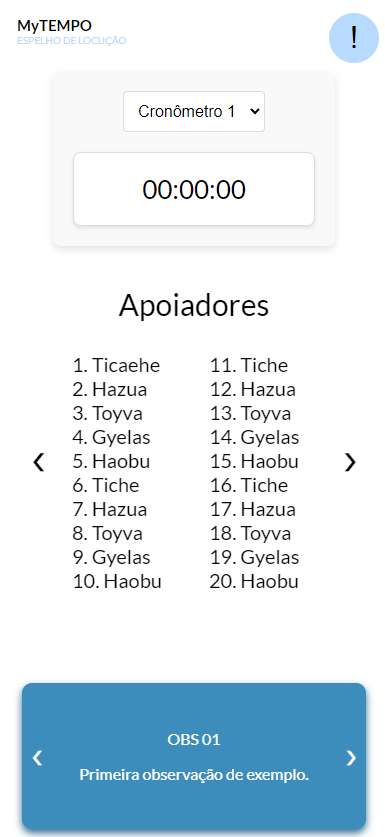 MyTEMPO
ESPELHO DE LOCUÇÃO
!
Cronômetro 1
00:00:00
Apoiadores
1. Ticaehe
2. Hazua
3. Toyva
4. Gyelas
5. Haobu
6. Tiche
7. Hazua
8. Toyva
9. Gyelas
10. Haobu
11. Tiche
12. Hazua
13. Toyva
14. Gyelas
15. Haobu
16. Tiche
17. Hazua
18. Toyva
19. Gyelas
20. Haobu
OBS 01
Primeira observação de exemplo.